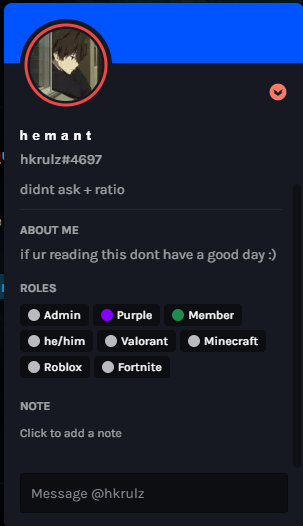 hemant
hkrulz#4697
didnt ask + ratio
ABOUT ME
if ur reading this dont have a good day :)
ROLES
Admin Purple Member
he/him Valorant Minecraft
Roblox Fortnite
NOTE
Click to add a note
Message @hkrulz